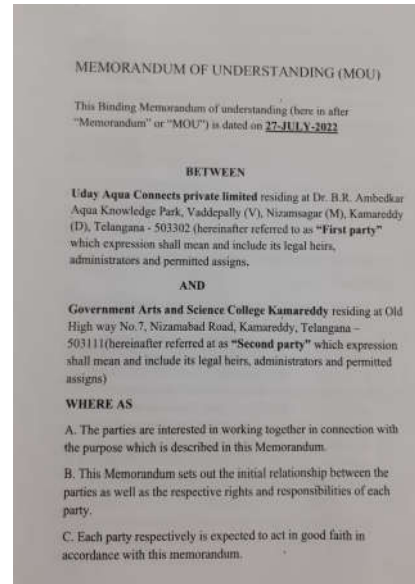 MEMORANDUM OF UNDERSTANDING (MOU)
This Binding Memorandum of understanding (here in after
“Memorandum” or “MOU”) is dated on 27-JULY-2022
BETWEEN
Uday Aqua Connects private limited residing at Dr. B.R. Ambedkar
Aqua Knowledge Park, Vaddepally (V), Nizamsagar (M), Kamareddy
(D), Telangana - 503302 (hereinafter referred to as “First party”
which expression shall mean and include its legal heirs,
administrators and permitted assigns.
AND
Government Arts and Science College Kamareddy residing at Old
High way No.7, Nizamabad Road, Kamareddy, Telangana –
503111(hereinafter referred at as “Second party” which expression
shall mean and include its legal heirs, administrators and permitted
assigns)
WHERE AS
A. The parties are interested in working together in connection with
the purpose which is described in this Memorandum.
B. This Memorandum sets out the initial relationship between the
parties as well as the respective rights and responsibilities of each
party.
C. Each party respectively is expected to act in good faith in
accordance with this memorandum.